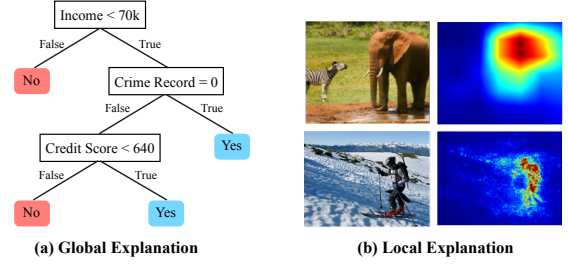 Income < 70k
False
True
No
Crime Record = 0
False
True
Credit Score < 640
Yes
False
True
No
Yes
(a) Global Explanation
(b) Local Explanation